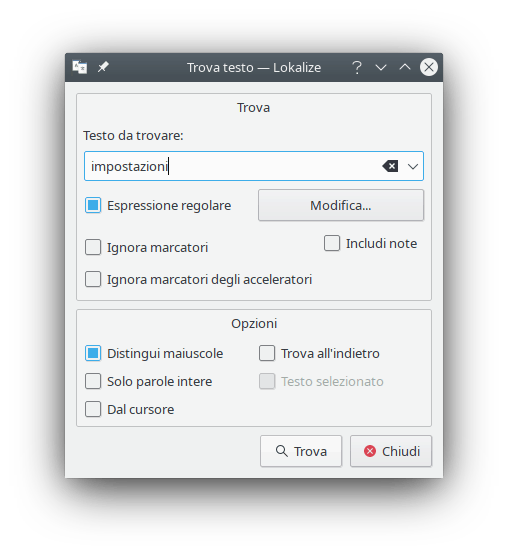 Trova testo — Lokalize
Trova
Testo da trovare:
impostazioni
Espressione regolare
Modifica...
Ignora marcatori
Includi note
Ignora marcatori degli acceleratori
Opzioni
Distingui maiuscole
Trova all'indietro
Solo parole intere
Testo selezionato
Dal cursore
Trova
Chiudi